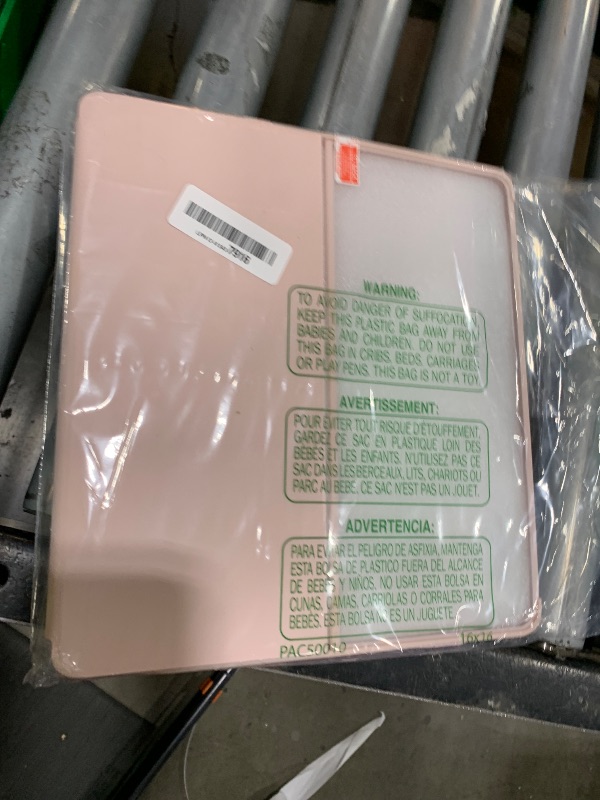 7515
WARNING:
TO AVOID DANGER OF SUFFOCATION
KEEP THIS PLASTIC BAG AWAY FROM
BABIES AND CHILDREN. DO NOT USE
THIS BAG IN CRIBS, BEDS, CARRIAGES
OR PLAY PENS. THIS BAG IS NOT A TOY.
AVERTISSEMENT:
POUR ÉVITER TOUT RISQUE D'ÉTOUFFEMENT,
GARDEZ CE SAC EN PLASTIQUE LOIN DES
BÉBÉS ET LES ENFANTS. N'UTILISEZ PAS CE
SAC DANS LES BERCEAUX, LITS, CHARIOTS OU
PARC AU BEBE. CE SAC N'EST PAS UN JOUET.
ADVERTENCIA:
PARA EVITAR EL PELIGRO DE ASFIXIA, MANTENGA
ESTA BOLSA DE PLASTICO FUERA DEL ALCANCE
DE BEBÉS Y NIÑOS. NO USAR ESTA BOLSA EN
CUNAS, CAMAS, CARRIOLAS O CORRALES PARA
BEBÉS. ESTA BOLSA NO ES UN JUGUETE.
16x16